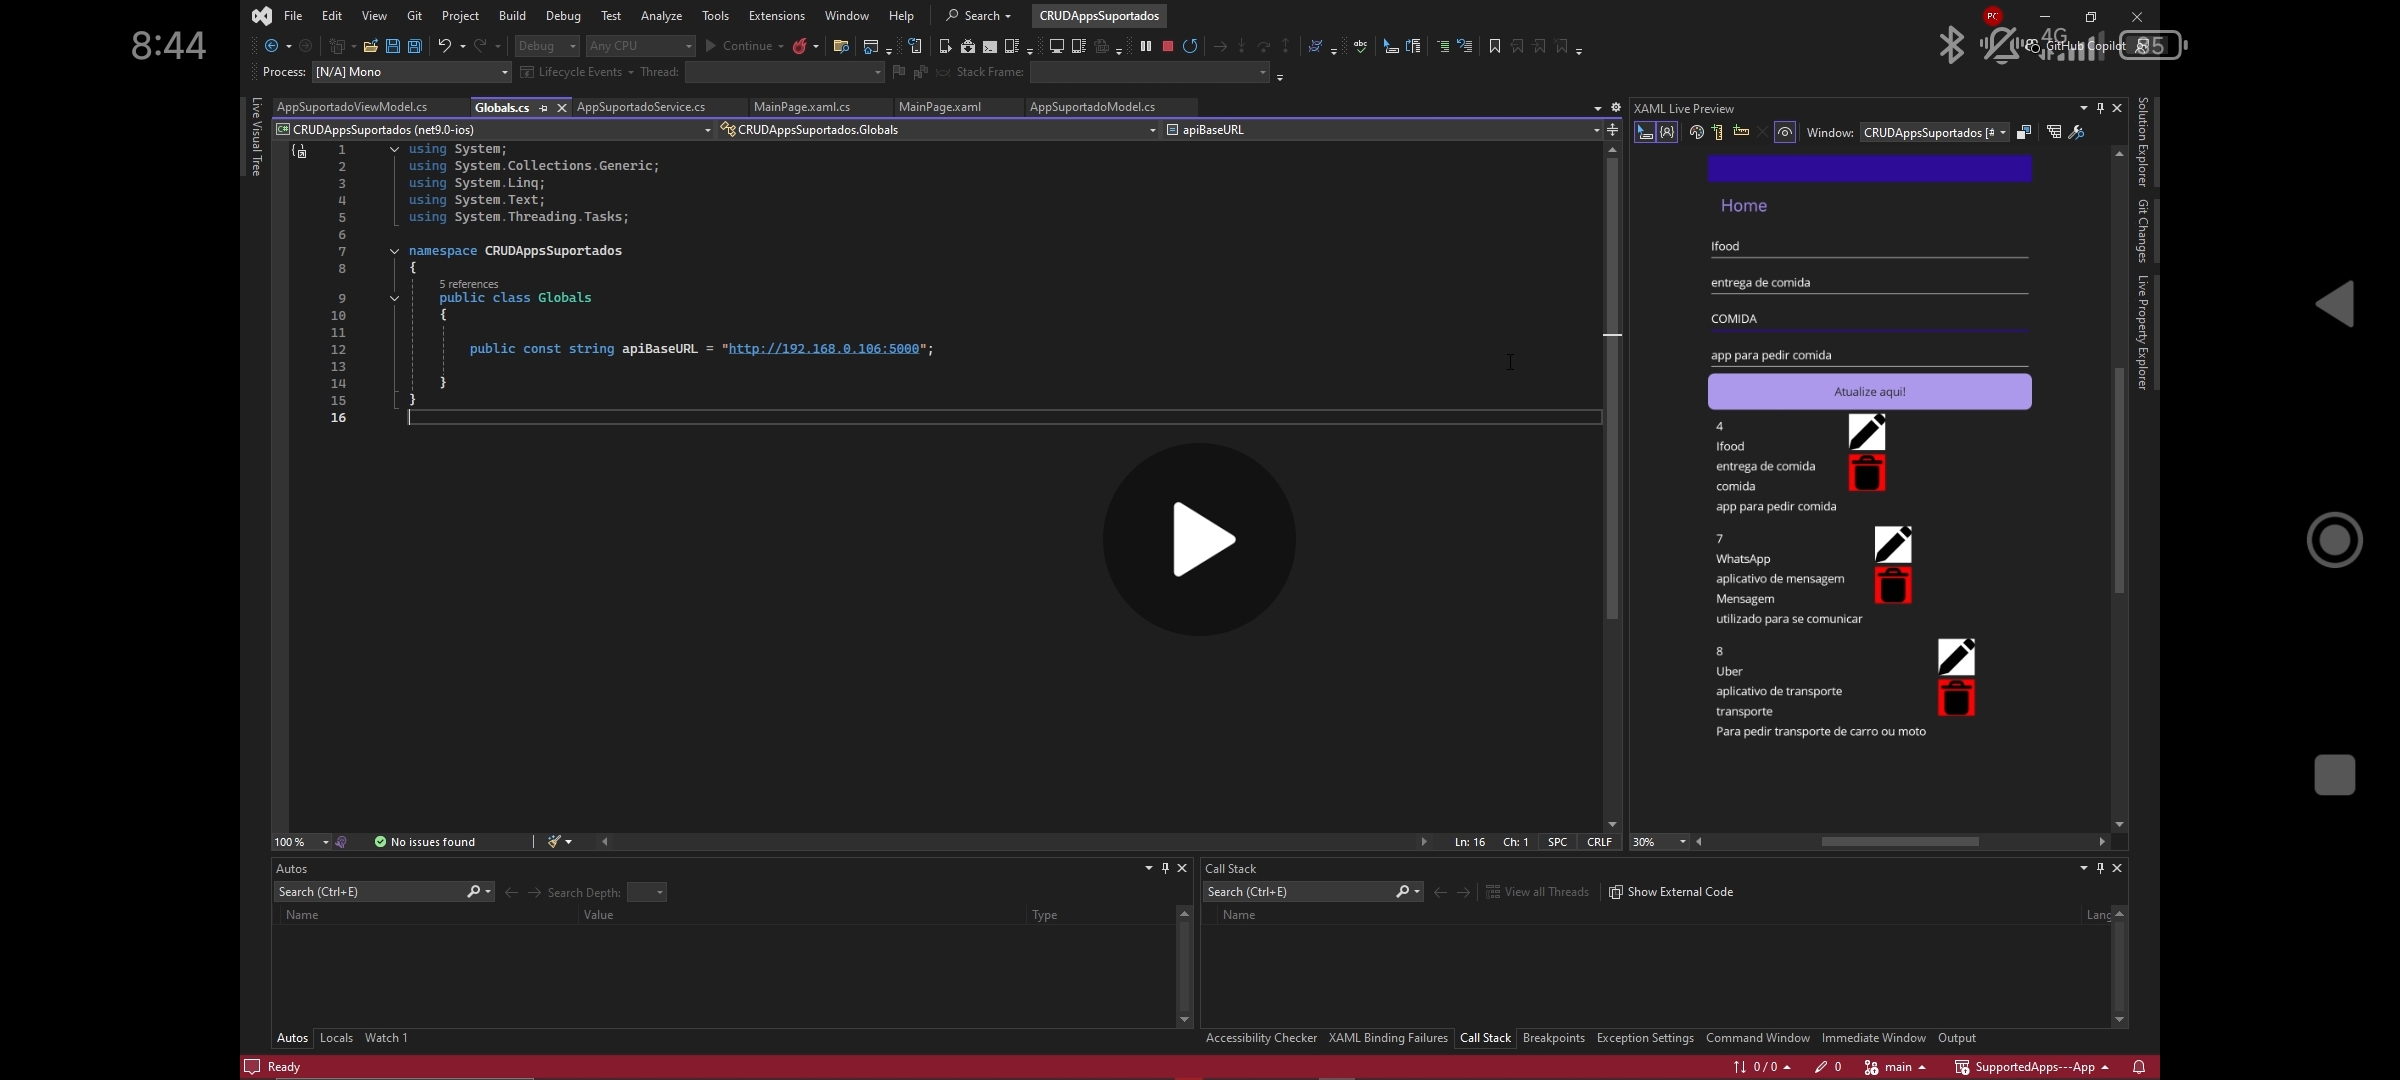 8:44
File Edit View Git Project Build Debug Test Analyze Tools Extensions Window Help Search CRUDAppsSuportados PC
4G 85
Debug Any CPU Continue GitHub Copilot
Process: [N/A] Mono Lifecycle Events Thread: Stack Frame:
Live Visual Tree
AppSuportadoViewModel.cs Globals.cs AppSuportadoService.cs MainPage.xaml.cs MainPage.xaml AppSuportadoModel.cs
CRUDAppsSuportados (net9.0-ios) CRUDAppsSuportados.Globals apiBaseURL
1 using System;
2 using System.Collections.Generic;
3 using System.Linq;
4 using System.Text;
5 using System.Threading.Tasks;
6
7 namespace CRUDAppsSuportados
8 {
5 references
9 public class Globals
10 {
11
12 public const string apiBaseURL = "http://192.168.0.106:5000";
13
14 }
15 }
16
100 % No issues found Ln: 16 Ch: 1 SPC CRLF
XAML Live Preview
Window: CRUDAppsSuportados [#
Home
Ifood
entrega de comida
COMIDA
app para pedir comida
Atualize aqui!
4
Ifood
entrega de comida
comida
app para pedir comida
7
WhatsApp
aplicativo de mensagem
Mensagem
utilizado para se comunicar
8
Uber
aplicativo de transporte
transporte
Para pedir transporte de carro ou moto
30%
Solution Explorer
Git Changes
Live Property Explorer
Autos
Search (Ctrl+E) Search Depth:
Name Value Type
Autos Locals Watch 1
Call Stack
Search (Ctrl+E) View all Threads Show External Code
Name Lang
Accessibility Checker XAML Binding Failures Call Stack Breakpoints Exception Settings Command Window Immediate Window Output
Ready 0 / 0 0 main SupportedApps---App